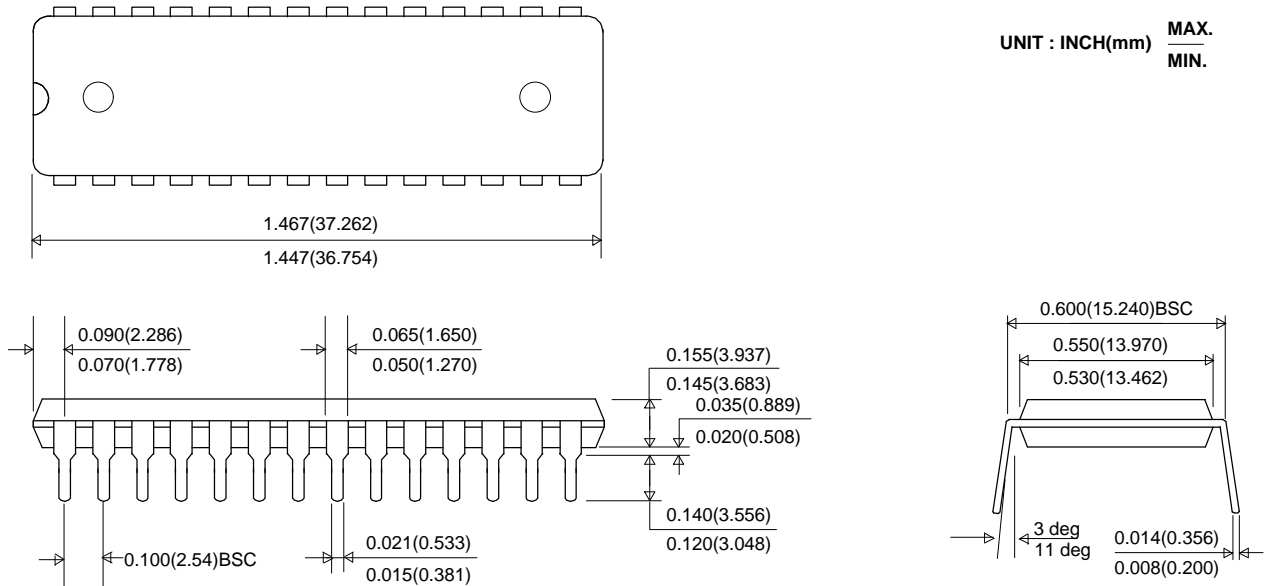 UNIT : INCH(mm)
MAX.
MIN.
1.467(37.262)
1.447(36.754)
0.090(2.286)
0.070(1.778)
0.065(1.650)
0.050(1.270)
0.155(3.937)
0.145(3.683)
0.035(0.889)
0.020(0.508)
0.140(3.556)
0.120(3.048)
0.100(2.54)BSC
0.021(0.533)
0.015(0.381)
0.600(15.240)BSC
0.550(13.970)
0.530(13.462)
3 deg
11 deg
0.014(0.356)
0.008(0.200)